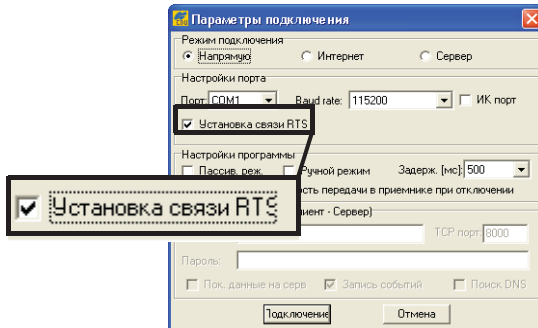 Параметры подключения
Режим подключения
Напрямую Интернет Сервер
Настройки порта
Порт: COM1 Baud rate: 115200 ИК порт
Установка связи RTS
Настройки программы
Пассив. реж. Ручной режим Задерж. [мс]: 500
передачи в приемнике при отключении
Установка связи RTS
Сервер)
TCP порт: 8000
Пароль:
Пок. данные на серв Запись событий Поиск DNS
Подключение Отмена